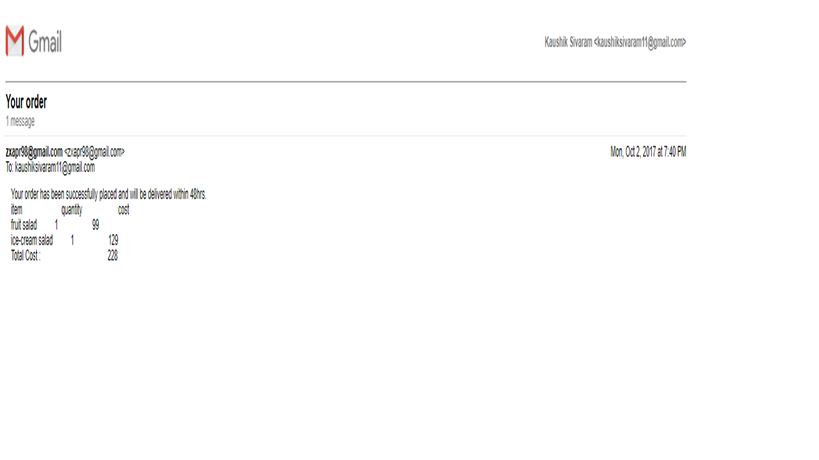 Gmail
Kaushik Sivaram <kaushiksivaram11@gmail.com>
Your order
1 message
zxapr98@gmail.com <zxapr98@gmail.com>
Mon, Oct 2, 2017 at 7:40 PM
To: kaushiksivaram11@gmail.com
Your order has been successfully placed and will be delivered within 48hrs.
item quantity cost
fruit salad 1 99
ice-cream salad 1 129
Total Cost : 228